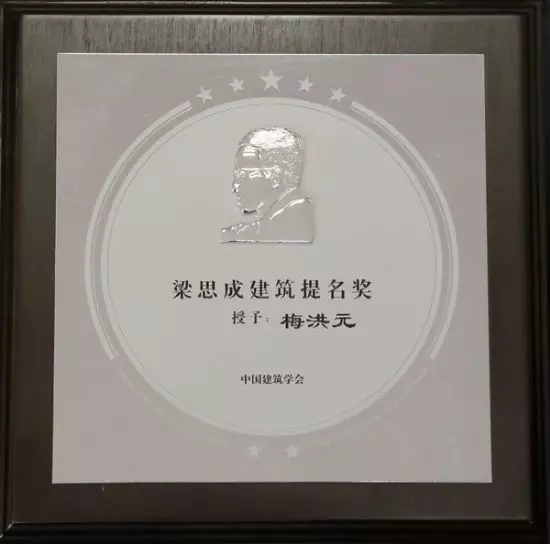 梁思成建筑提名奖
授予：梅洪元
中国建筑学会